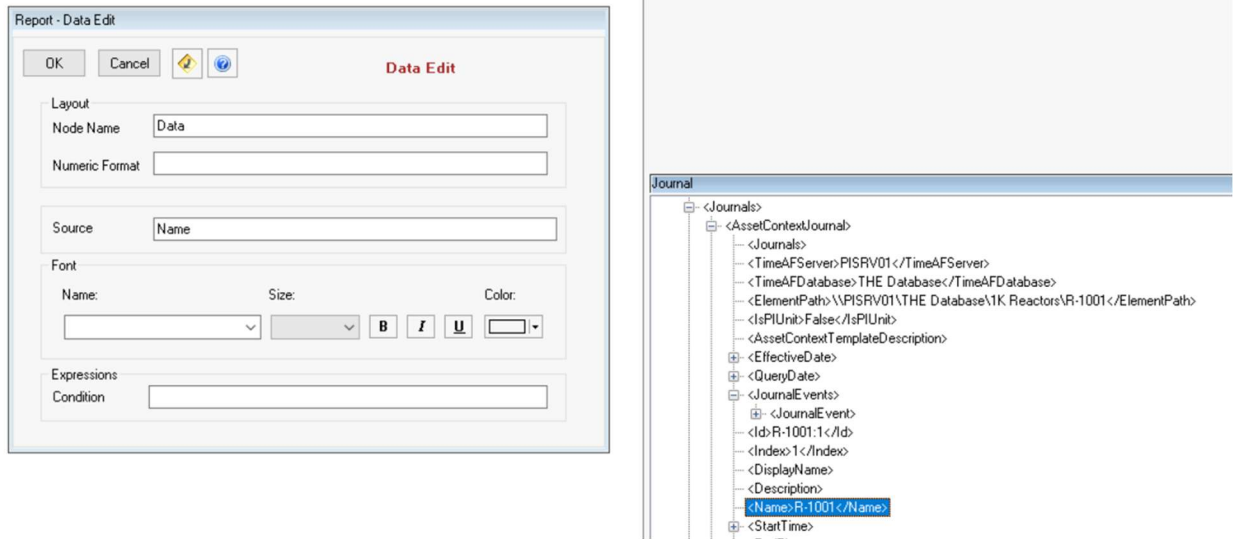 Report - Data Edit
OK
Cancel
Data Edit
Layout
Node Name
Data
Numeric Format
Source
Name
Font
Name:
Size:
Color:
B
I
U
Expressions
Condition
Journal
<Journals>
<AssetContextJournal>
<Journals>
<TimeAFServer>PISRV01</TimeAFServer>
<TimeAFDatabase>THE Database</TimeAFDatabase>
<ElementPath>\\PISRV01\THE Database\1K Reactors\R-1001</ElementPath>
<IsPIUnit>False</IsPIUnit>
<AssetContextTemplateDescription>
<EffectiveDate>
<QueryDate>
<JournalEvents>
<JournalEvent>
<Id>R-1001:1</Id>
<Index>1</Index>
<DisplayName>
<Description>
<Name>R-1001</Name>
<StartTime>